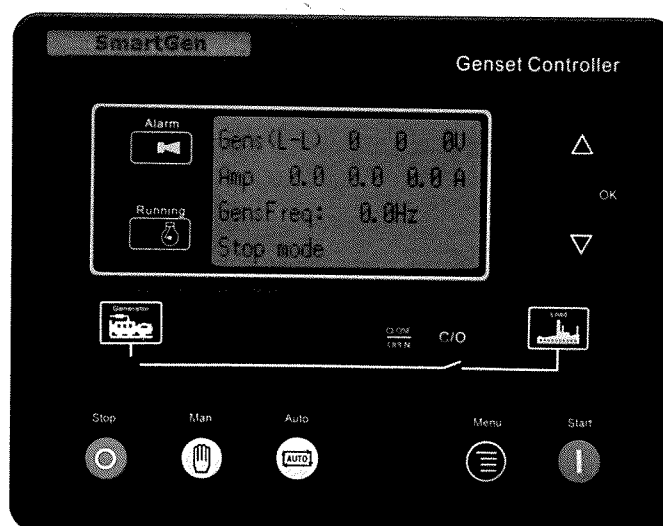 SmartGen
Genset Controller
Alarm
Gens(L-L) 0 0 0V
Amp 0.0 0.0 0.0 A
Running
GensFreq: 0.0Hz
Stop mode
OK
Generator
Load
C/O
Stop
Man
Auto
AUTO
Menu
Start